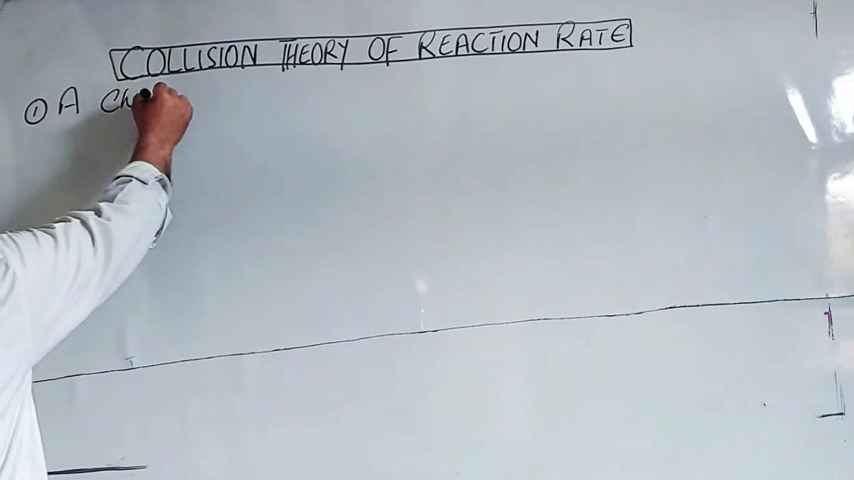 COLLISION THEORY OF REACTION RATE
① A Ch